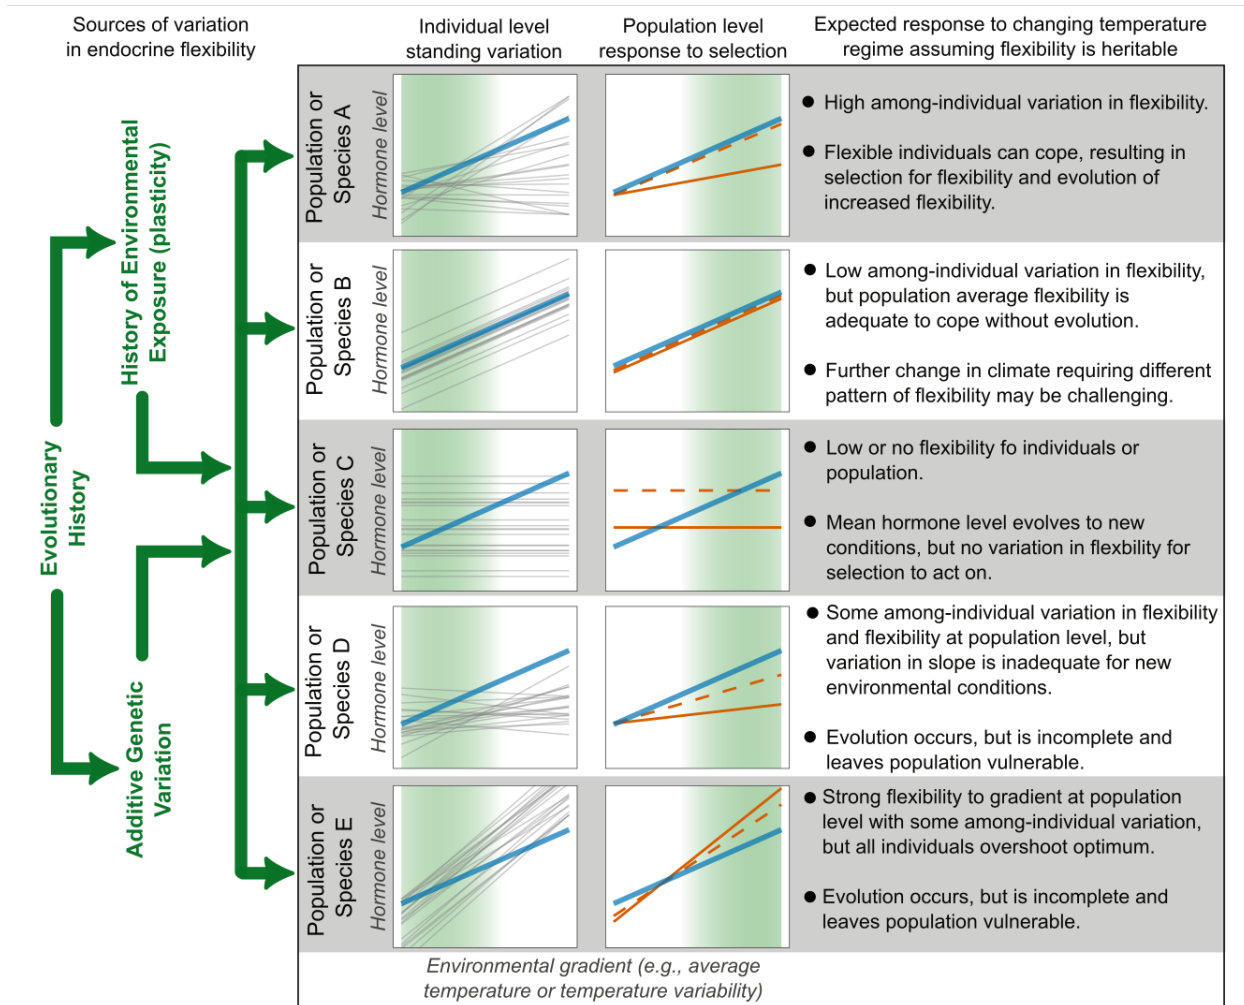 Sources of variation
in endocrine flexibility
Individual level
standing variation
Population level
response to selection
Expected response to changing temperature
regime assuming flexibility is heritable
Evolutionary
History
History of Environmental
Exposure (plasticity)
Additive Genetic
Variation
Population or
Species A
Hormone level
● High among-individual variation in flexibility.
● Flexible individuals can cope, resulting in
selection for flexibility and evolution of
increased flexibility.
Population or
Species B
Hormone level
● Low among-individual variation in flexibility,
but population average flexibility is
adequate to cope without evolution.
● Further change in climate requiring different
pattern of flexibility may be challenging.
Population or
Species C
Hormone level
● Low or no flexibility fo individuals or
population.
● Mean hormone level evolves to new
conditions, but no variation in flexbility for
selection to act on.
Population or
Species D
Hormone level
● Some among-individual variation in flexibility
and flexibility at population level, but
variation in slope is inadequate for new
environmental conditions.
● Evolution occurs, but is incomplete and
leaves population vulnerable.
Population or
Species E
Hormone level
● Strong flexibility to gradient at population
level with some among-individual variation,
but all individuals overshoot optimum.
● Evolution occurs, but is incomplete and
leaves population vulnerable.
Environmental gradient (e.g., average
temperature or temperature variability)